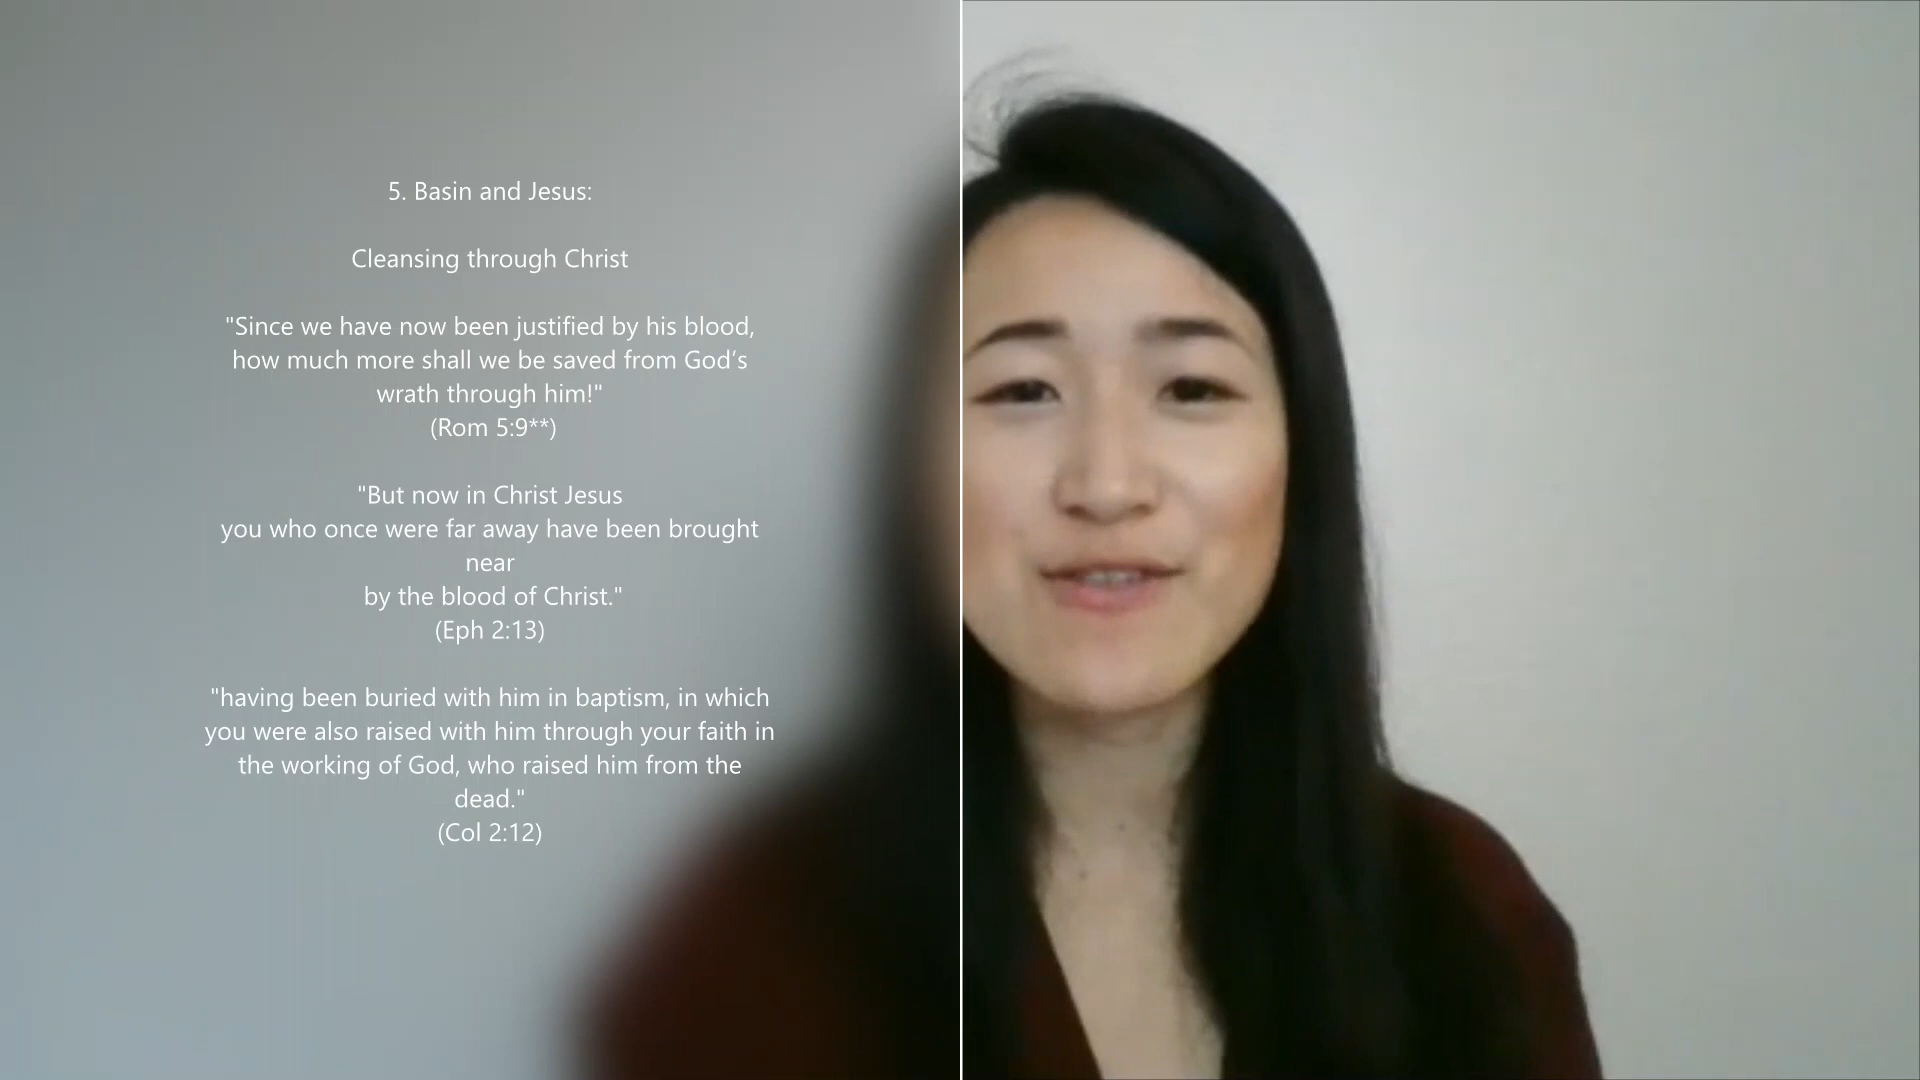 5. Basin and Jesus:
Cleansing through Christ
"Since we have now been justified by his blood,
how much more shall we be saved from God’s
wrath through him!"
(Rom 5:9**)
"But now in Christ Jesus
you who once were far away have been brought
near
by the blood of Christ."
(Eph 2:13)
"having been buried with him in baptism, in which
you were also raised with him through your faith in
the working of God, who raised him from the
dead."
(Col 2:12)